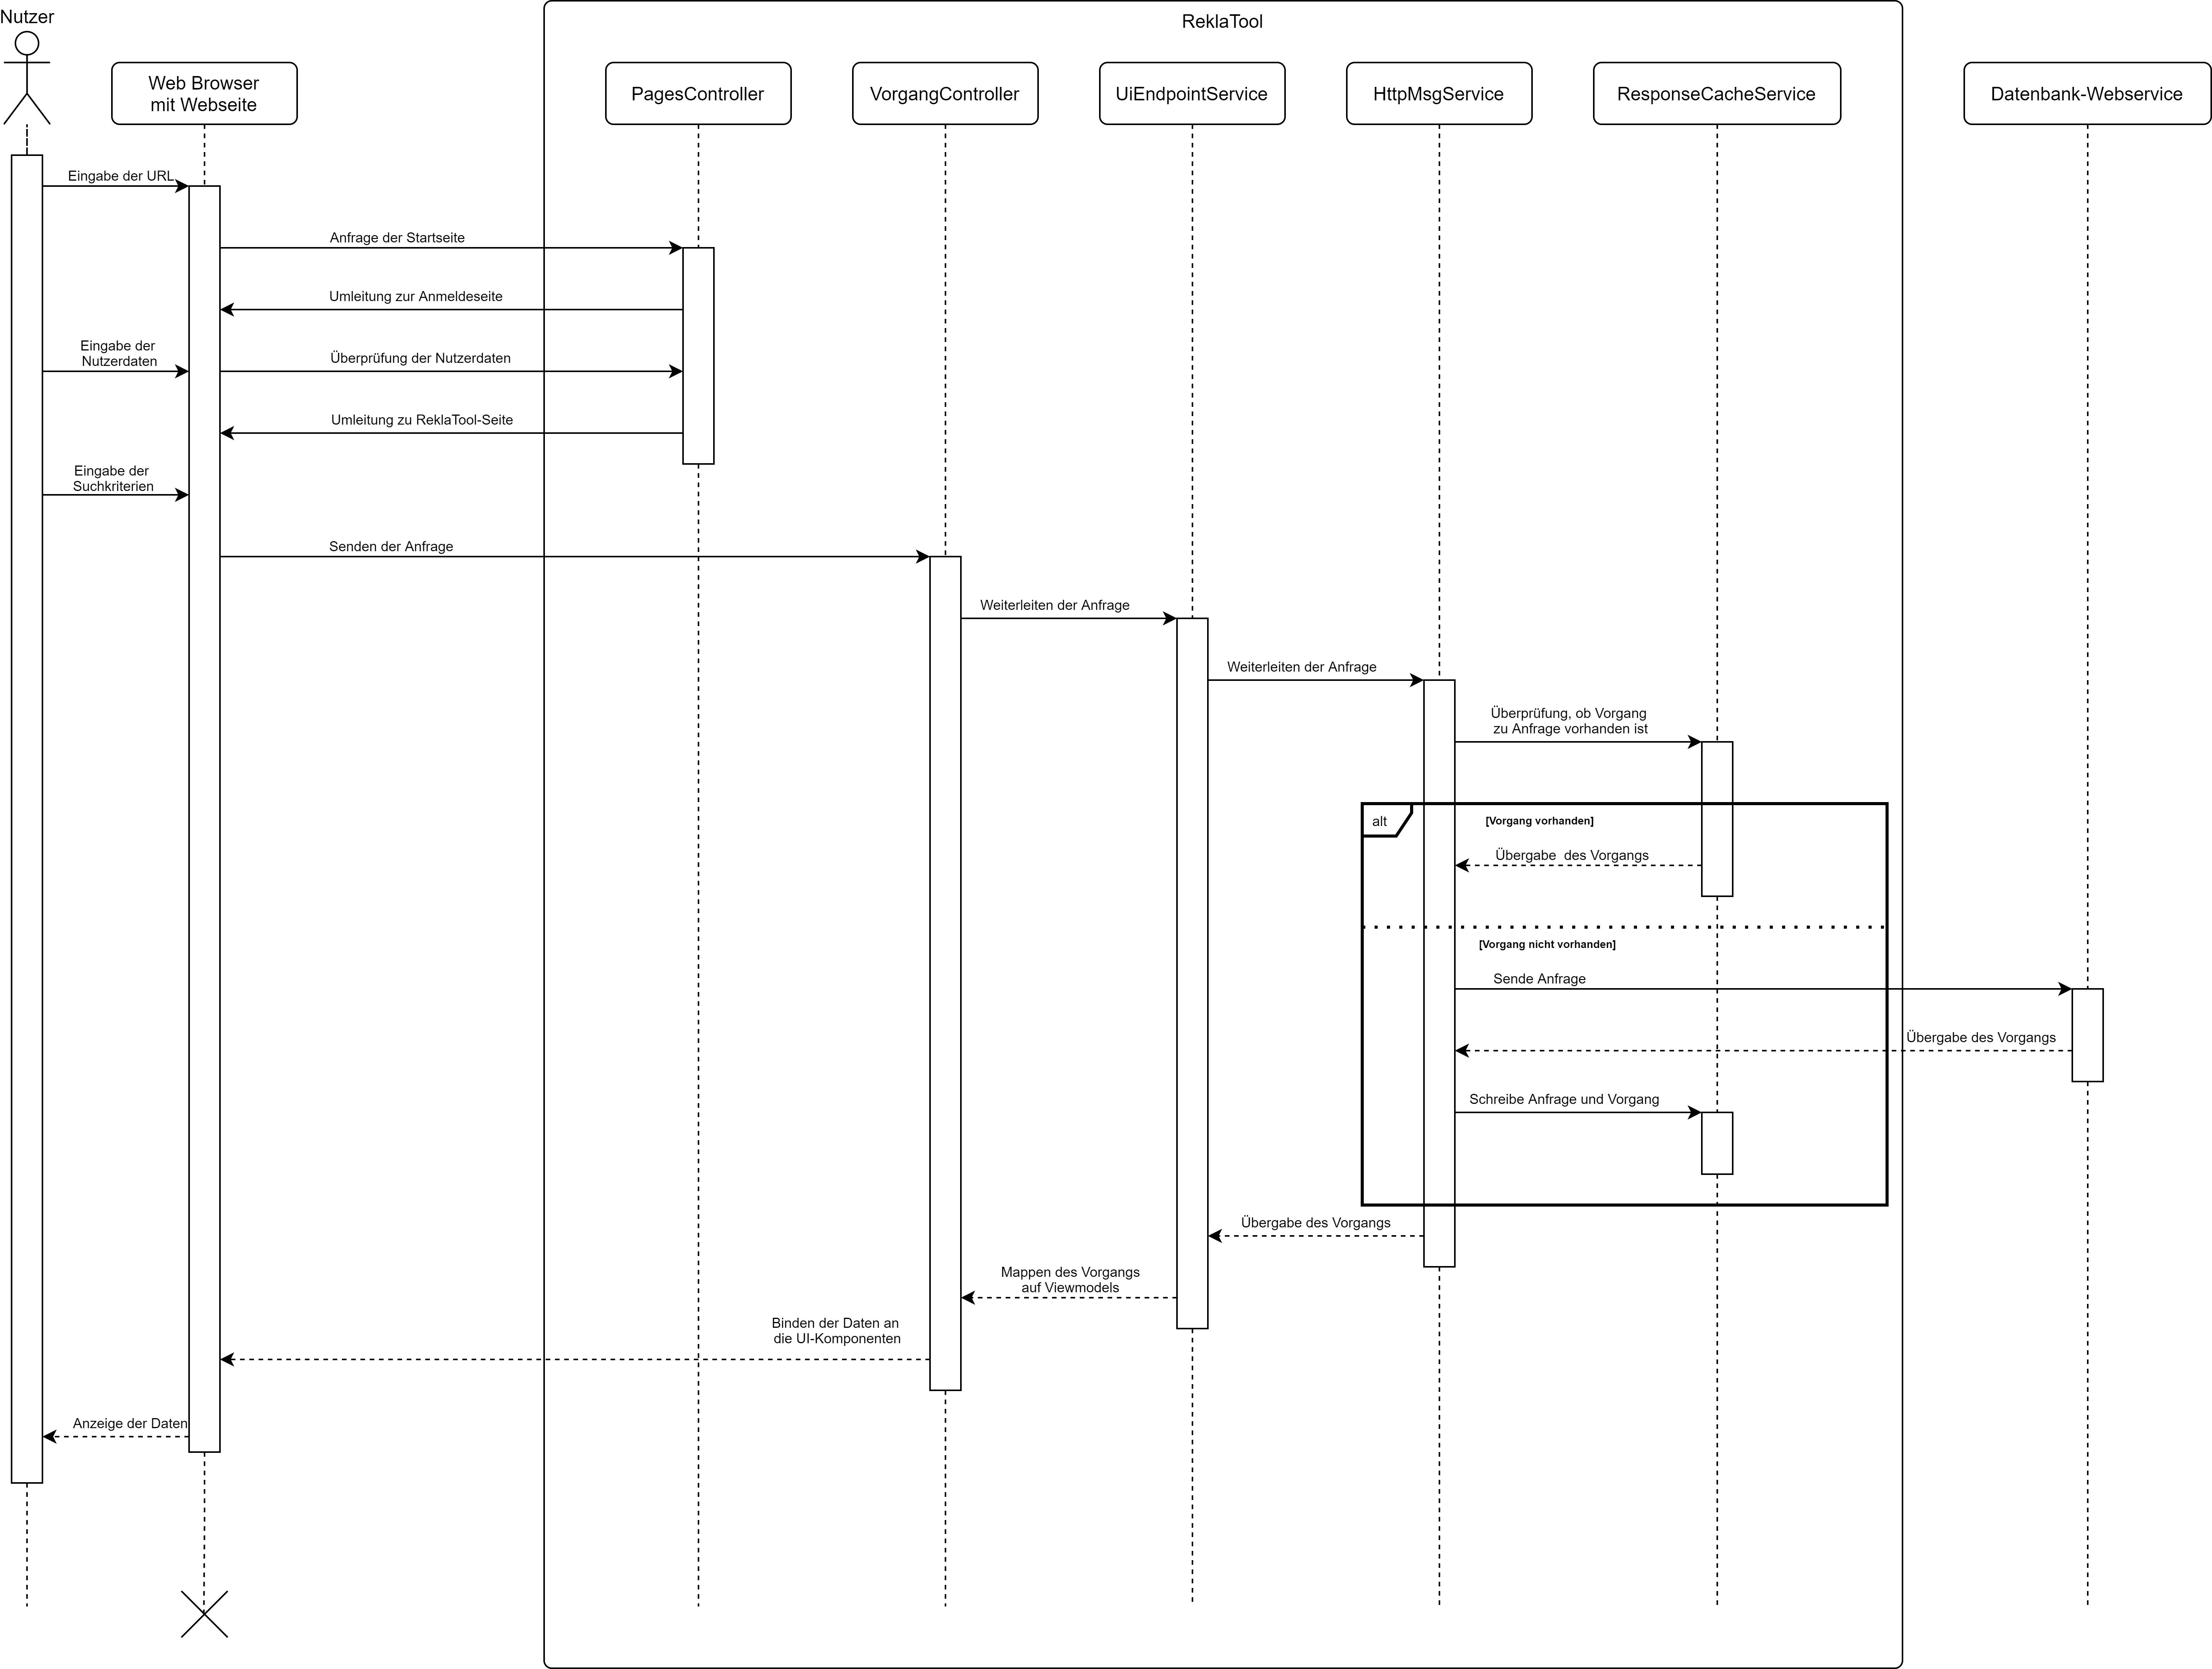 Nutzer
ReklaTool
Web Browser
mit Webseite
PagesController
VorgangController
UiEndpointService
HttpMsgService
ResponseCacheService
Datenbank-Webservice
Eingabe der URL
Anfrage der Startseite
Umleitung zur Anmeldeseite
Eingabe der
Nutzerdaten
Überprüfung der Nutzerdaten
Umleitung zu ReklaTool-Seite
Eingabe der
Suchkriterien
Senden der Anfrage
Weiterleiten der Anfrage
Weiterleiten der Anfrage
Überprüfung, ob Vorgang
zu Anfrage vorhanden ist
alt
[Vorgang vorhanden]
Übergabe des Vorgangs
[Vorgang nicht vorhanden]
Sende Anfrage
Übergabe des Vorgangs
Schreibe Anfrage und Vorgang
Übergabe des Vorgangs
Mappen des Vorgangs
auf Viewmodels
Binden der Daten an
die UI-Komponenten
Anzeige der Daten